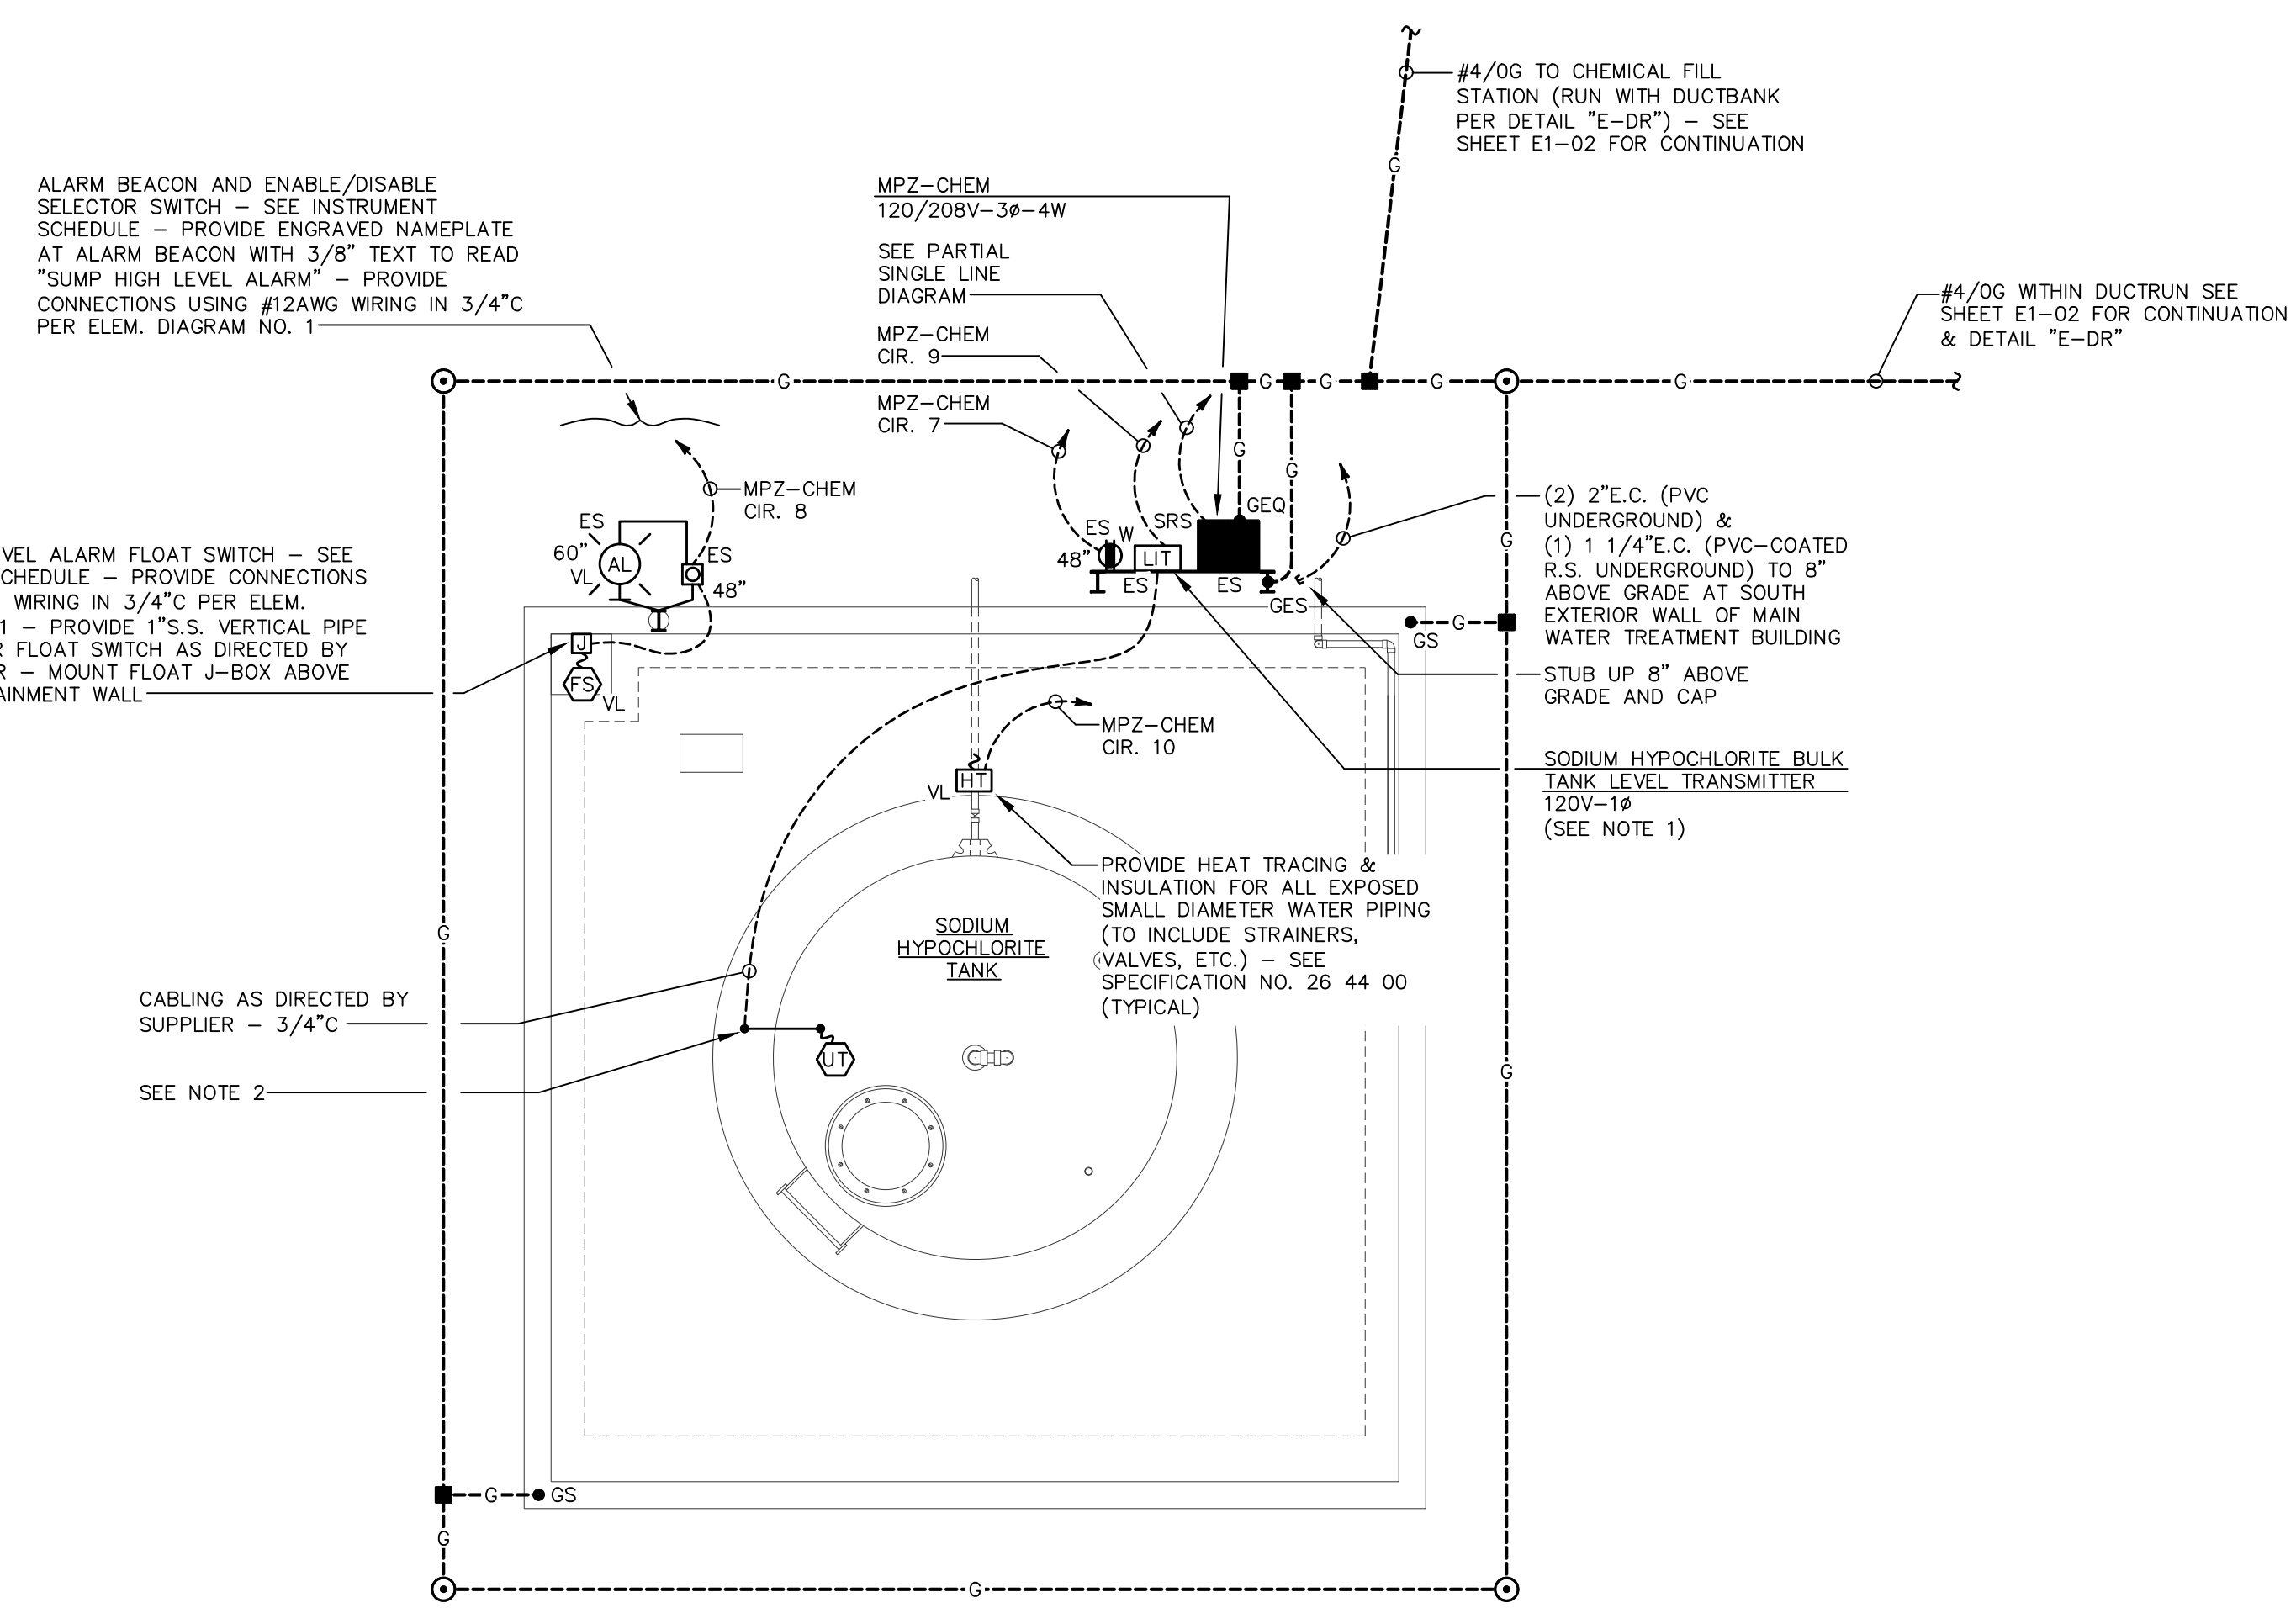 #4/0G TO CHEMICAL FILL
STATION (RUN WITH DUCTBANK
PER DETAIL "E-DR") – SEE
SHEET E1-02 FOR CONTINUATION
G
ALARM BEACON AND ENABLE/DISABLE
SELECTOR SWITCH – SEE INSTRUMENT
SCHEDULE – PROVIDE ENGRAVED NAMEPLATE
AT ALARM BEACON WITH 3/8" TEXT TO READ
"SUMP HIGH LEVEL ALARM" – PROVIDE
CONNECTIONS USING #12AWG WIRING IN 3/4"C
PER ELEM. DIAGRAM NO. 1
MPZ-CHEM
120/208V-3ø-4W
SEE PARTIAL
SINGLE LINE
DIAGRAM
MPZ-CHEM
CIR. 9
MPZ-CHEM
CIR. 7
#4/0G WITHIN DUCTRUN SEE
SHEET E1-02 FOR CONTINUATION
& DETAIL "E-DR"
G
G
G
G
G
G
G
G
MPZ-CHEM
CIR. 8
ES
60"
AL
VL
ES
48"
ES
W
48"
SRS
LIT
GEQ
ES
ES
GES
(2) 2"E.C. (PVC
UNDERGROUND) &
(1) 1 1/4"E.C. (PVC-COATED
R.S. UNDERGROUND) TO 8"
ABOVE GRADE AT SOUTH
EXTERIOR WALL OF MAIN
WATER TREATMENT BUILDING
STUB UP 8" ABOVE
GRADE AND CAP
VEL ALARM FLOAT SWITCH – SEE
CHEDULE – PROVIDE CONNECTIONS
WIRING IN 3/4"C PER ELEM.
1 – PROVIDE 1"S.S. VERTICAL PIPE
R FLOAT SWITCH AS DIRECTED BY
R – MOUNT FLOAT J-BOX ABOVE
AINMENT WALL
J
FS
VL
G
GS
MPZ-CHEM
CIR. 10
HT
VL
SODIUM HYPOCHLORITE BULK
TANK LEVEL TRANSMITTER
120V-1ø
(SEE NOTE 1)
PROVIDE HEAT TRACING &
INSULATION FOR ALL EXPOSED
SMALL DIAMETER WATER PIPING
(TO INCLUDE STRAINERS,
VALVES, ETC.) – SEE
SPECIFICATION NO. 26 44 00
(TYPICAL)
SODIUM
HYPOCHLORITE
TANK
G
CABLING AS DIRECTED BY
SUPPLIER – 3/4"C
UT
SEE NOTE 2
G
G
GS
G
G